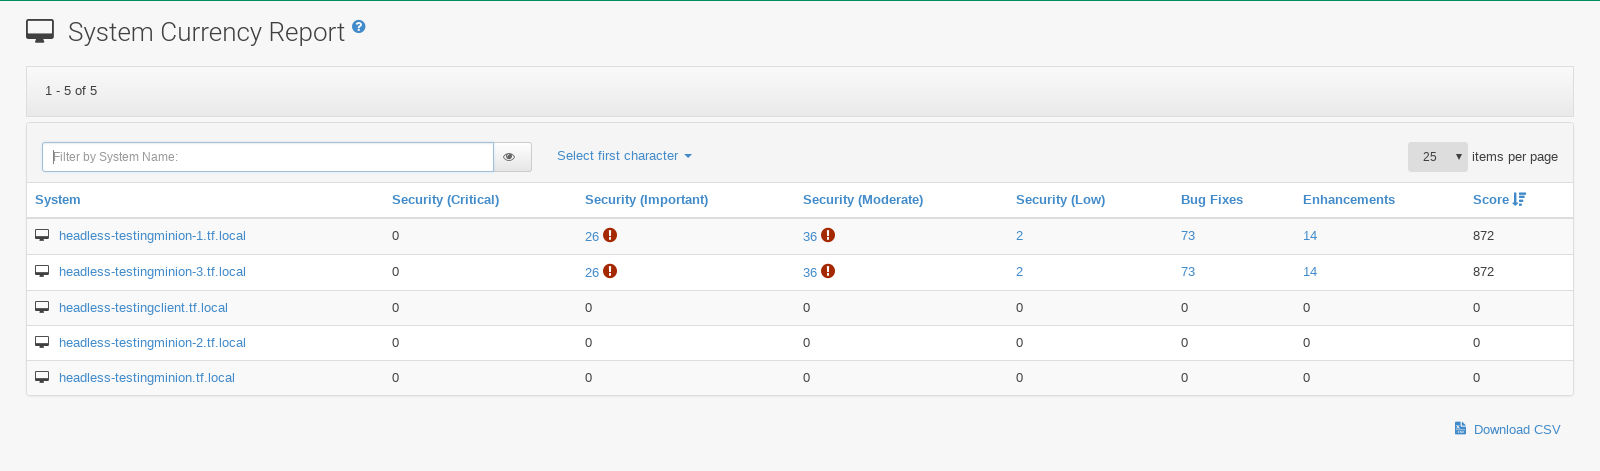 System Currency Report
1 - 5 of 5
Filter by System Name: Select first character 25 items per page
System Security (Critical) Security (Important) Security (Moderate) Security (Low) Bug Fixes Enhancements Score
headless-testingminion-1.tf.local 0 26 36 2 73 14 872
headless-testingminion-3.tf.local 0 26 36 2 73 14 872
headless-testingclient.tf.local 0 0 0 0 0 0 0
headless-testingminion-2.tf.local 0 0 0 0 0 0 0
headless-testingminion.tf.local 0 0 0 0 0 0 0
Download CSV